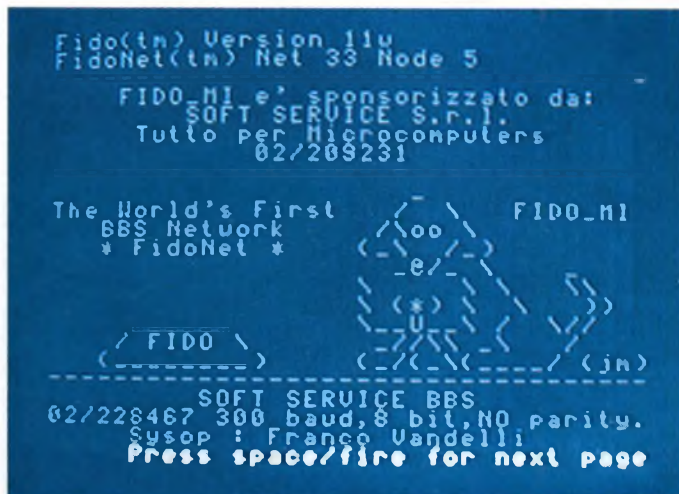 Fido(tm) Version 11w
FidoNet(tm) Net 33 Node 5
FIDO_MI e' sponsorizzato da:
SOFT SERVICE S.r.l.
Tutto per Microcomputers
02/209231
The World's First
BBS Network
* FidoNet *
FIDO_MI
FIDO
(jm)
SOFT SERVICE BBS
02/228467 300 baud,8 bit,NO parity.
Sysop : Franco Vandelli
Press space/fire for next page